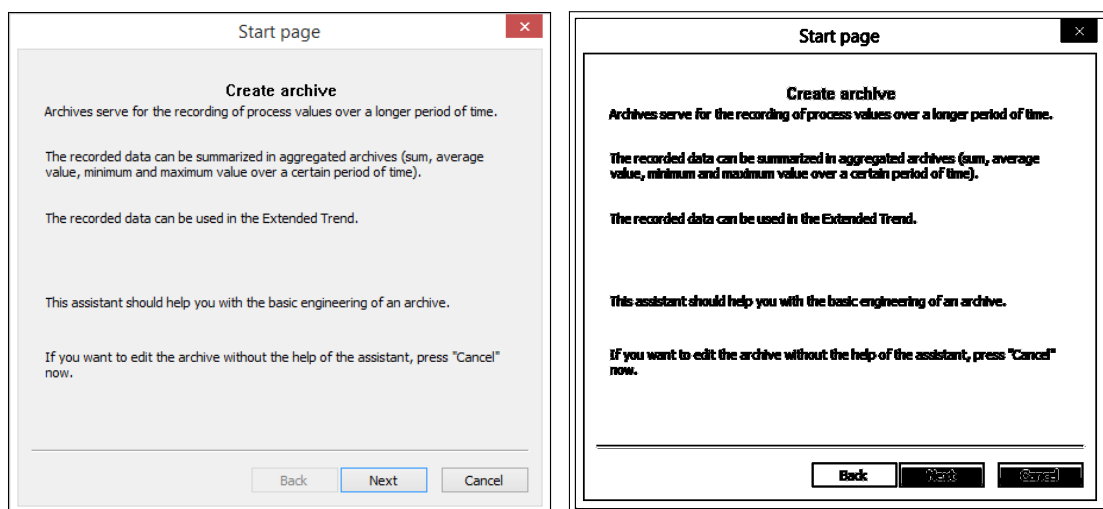 Start page
Create archive
Archives serve for the recording of process values over a longer period of time.
The recorded data can be summarized in aggregated archives (sum, average
value, minimum and maximum value over a certain period of time).
The recorded data can be used in the Extended Trend.
This assistant should help you with the basic engineering of an archive.
If you want to edit the archive without the help of the assistant, press "Cancel"
now.
Back Next Cancel
Start page
Create archive
Archives serve for the recording of process values over a longer period of time.
The recorded data can be summarized in aggregated archives (sum, average
value, minimum and maximum value over a certain period of time).
The recorded data can be used in the Extended Trend.
This assistant should help you with the basic engineering of an archive.
If you want to edit the archive without the help of the assistant, press "Cancel"
now.
Back Next Cancel